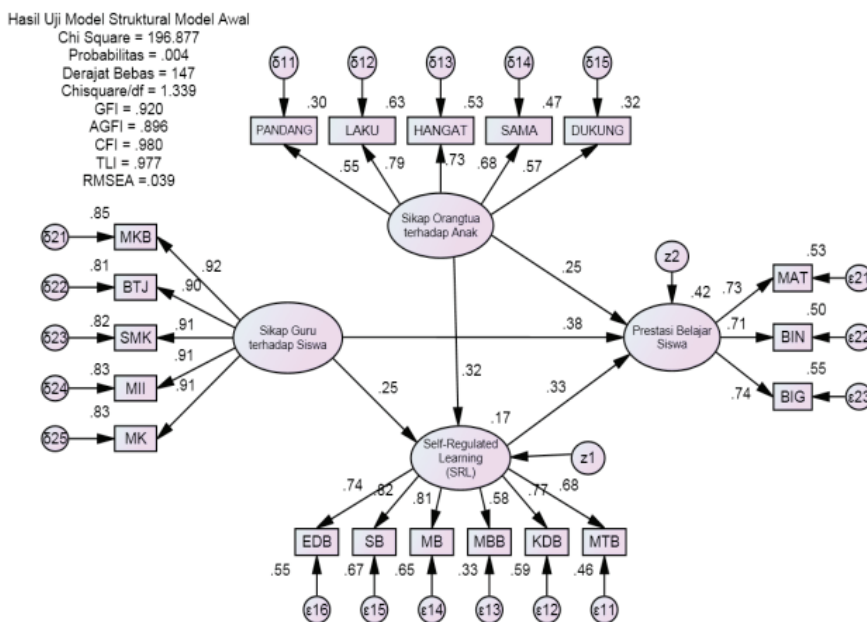 Hasil Uji Model Struktural Model Awal
Chi Square = 196.877
Probabilitas = .004
Derajat Bebas = 147
Chisquare/df = 1.339
GFI = .920
AGFI = .896
CFI = .980
TLI = .977
RMSEA =.039
δ11 δ12 δ13 δ14 δ15
.30 .63 .53 .47 .32
PANDANG LAKU HANGAT SAMA DUKUNG
.55 .79 .73 .68 .57
Sikap Orangtua
terhadap Anak
.85
δ21 MKB
.92
.81
δ22 BTJ
.90
.82
δ23 SMK
.91
.83
δ24 MII
.91
.83
δ25 MK
.91
Sikap Guru
terhadap Siswa
.25
.38
.32
.25
.33
z2
.42
Prestasi Belajar
Siswa
.53
.73 MAT ε21
.50
.71 BIN ε22
.55
.74 BIG ε23
.17
Self-Regulated
Learning
(SRL)
z1
.74 .82 .81 .58 .77 .68
EDB SB MB MBB KDB MTB
.55 .67 .65 .33 .59 .46
ε16 ε15 ε14 ε13 ε12 ε11